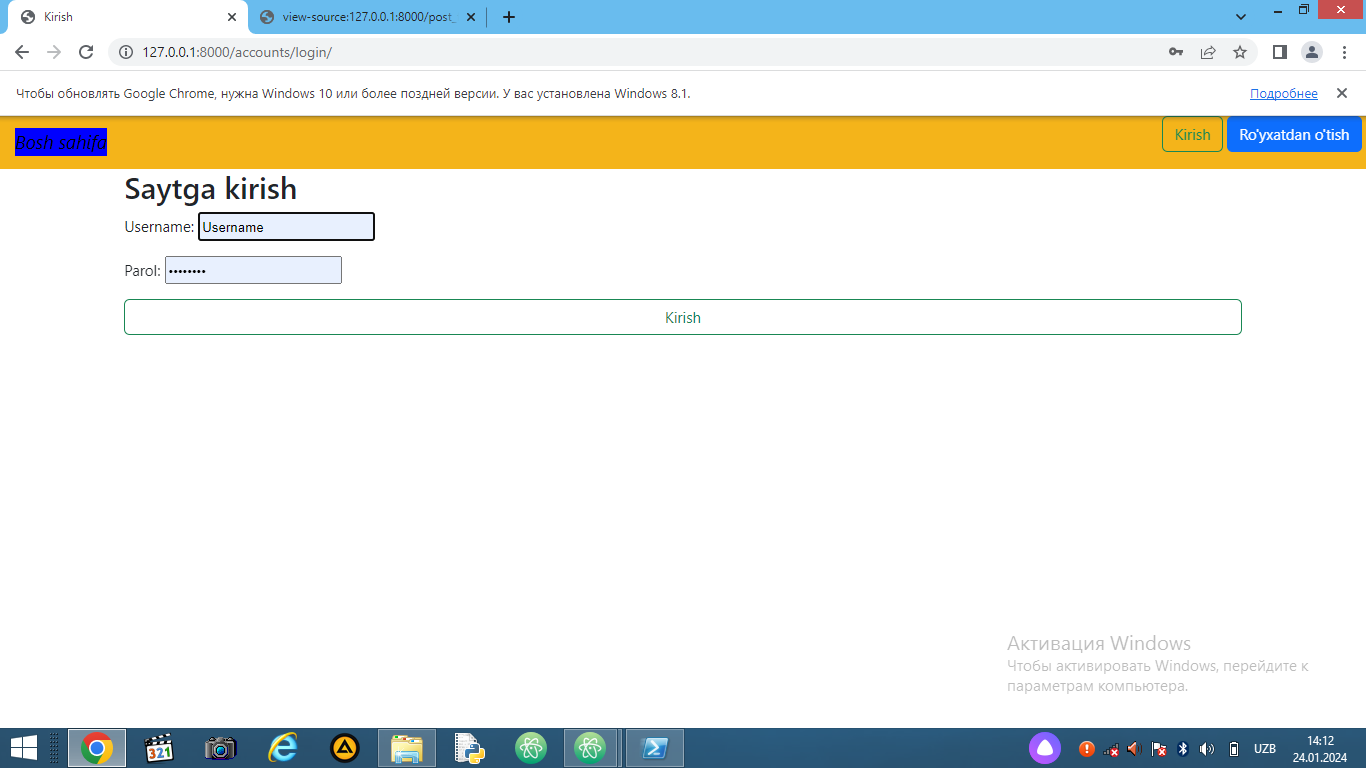 Kirish
view-source:127.0.0.1:8000/post_
127.0.0.1:8000/accounts/login/
Чтобы обновлять Google Chrome, нужна Windows 10 или более поздней версии. У вас установлена Windows 8.1.
Подробнее
Bosh sahifa
Kirish
Ro'yxatdan o'tish
Saytga kirish
Username: Username
Parol: ••••••••
Kirish
Активация Windows
Чтобы активировать Windows, перейдите к
параметрам компьютера.
321
UZB
14:12
24.01.2024